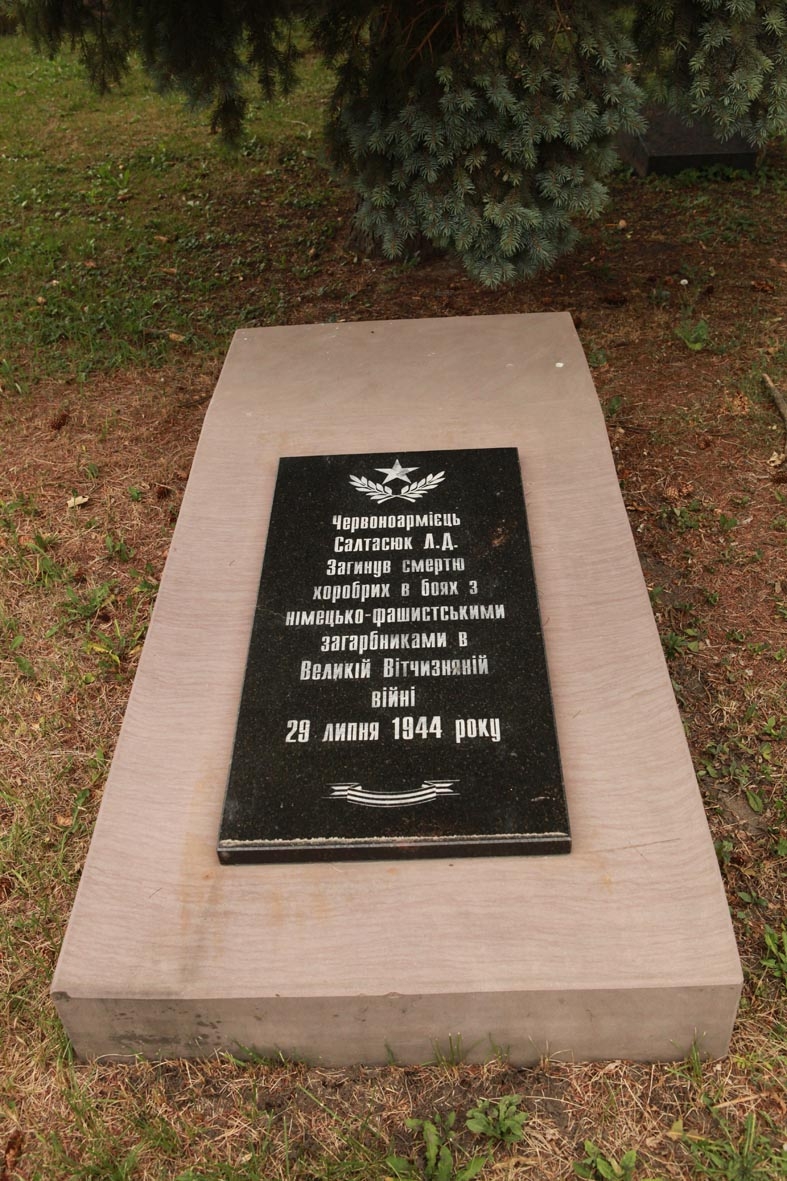 Червоноармієць
Салтасюк Л.Д.
Загинув смертю
хоробрих в боях з
німецько-фашистськими
загарбниками в
Великій Вітчизняній
війні
29 липня 1944 року